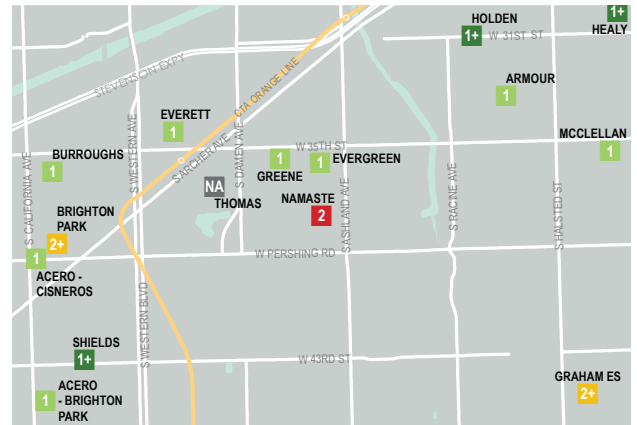 HOLDEN
1+
W 31ST ST
1+
HEALY
STEVENSON EXPY
CTA ORANGE LINE
ARMOUR
1
EVERETT
1
S WESTERN AVE
S ARCHER AVE
S DAMEN AVE
W 35TH ST
MCCLELLAN
1
BURROUGHS
1
1
GREENE
1
EVERGREEN
NA
THOMAS
NAMASTE
2
S CALIFORNIA AVE
S ASHLAND AVE
S RACINE AVE
S HALSTED ST
BRIGHTON
PARK
2+
1
ACERO -
CISNEROS
W PERSHING RD
S WESTERN BLVD
SHIELDS
1+
W 43RD ST
1
ACERO
- BRIGHTON
PARK
GRAHAM ES
2+